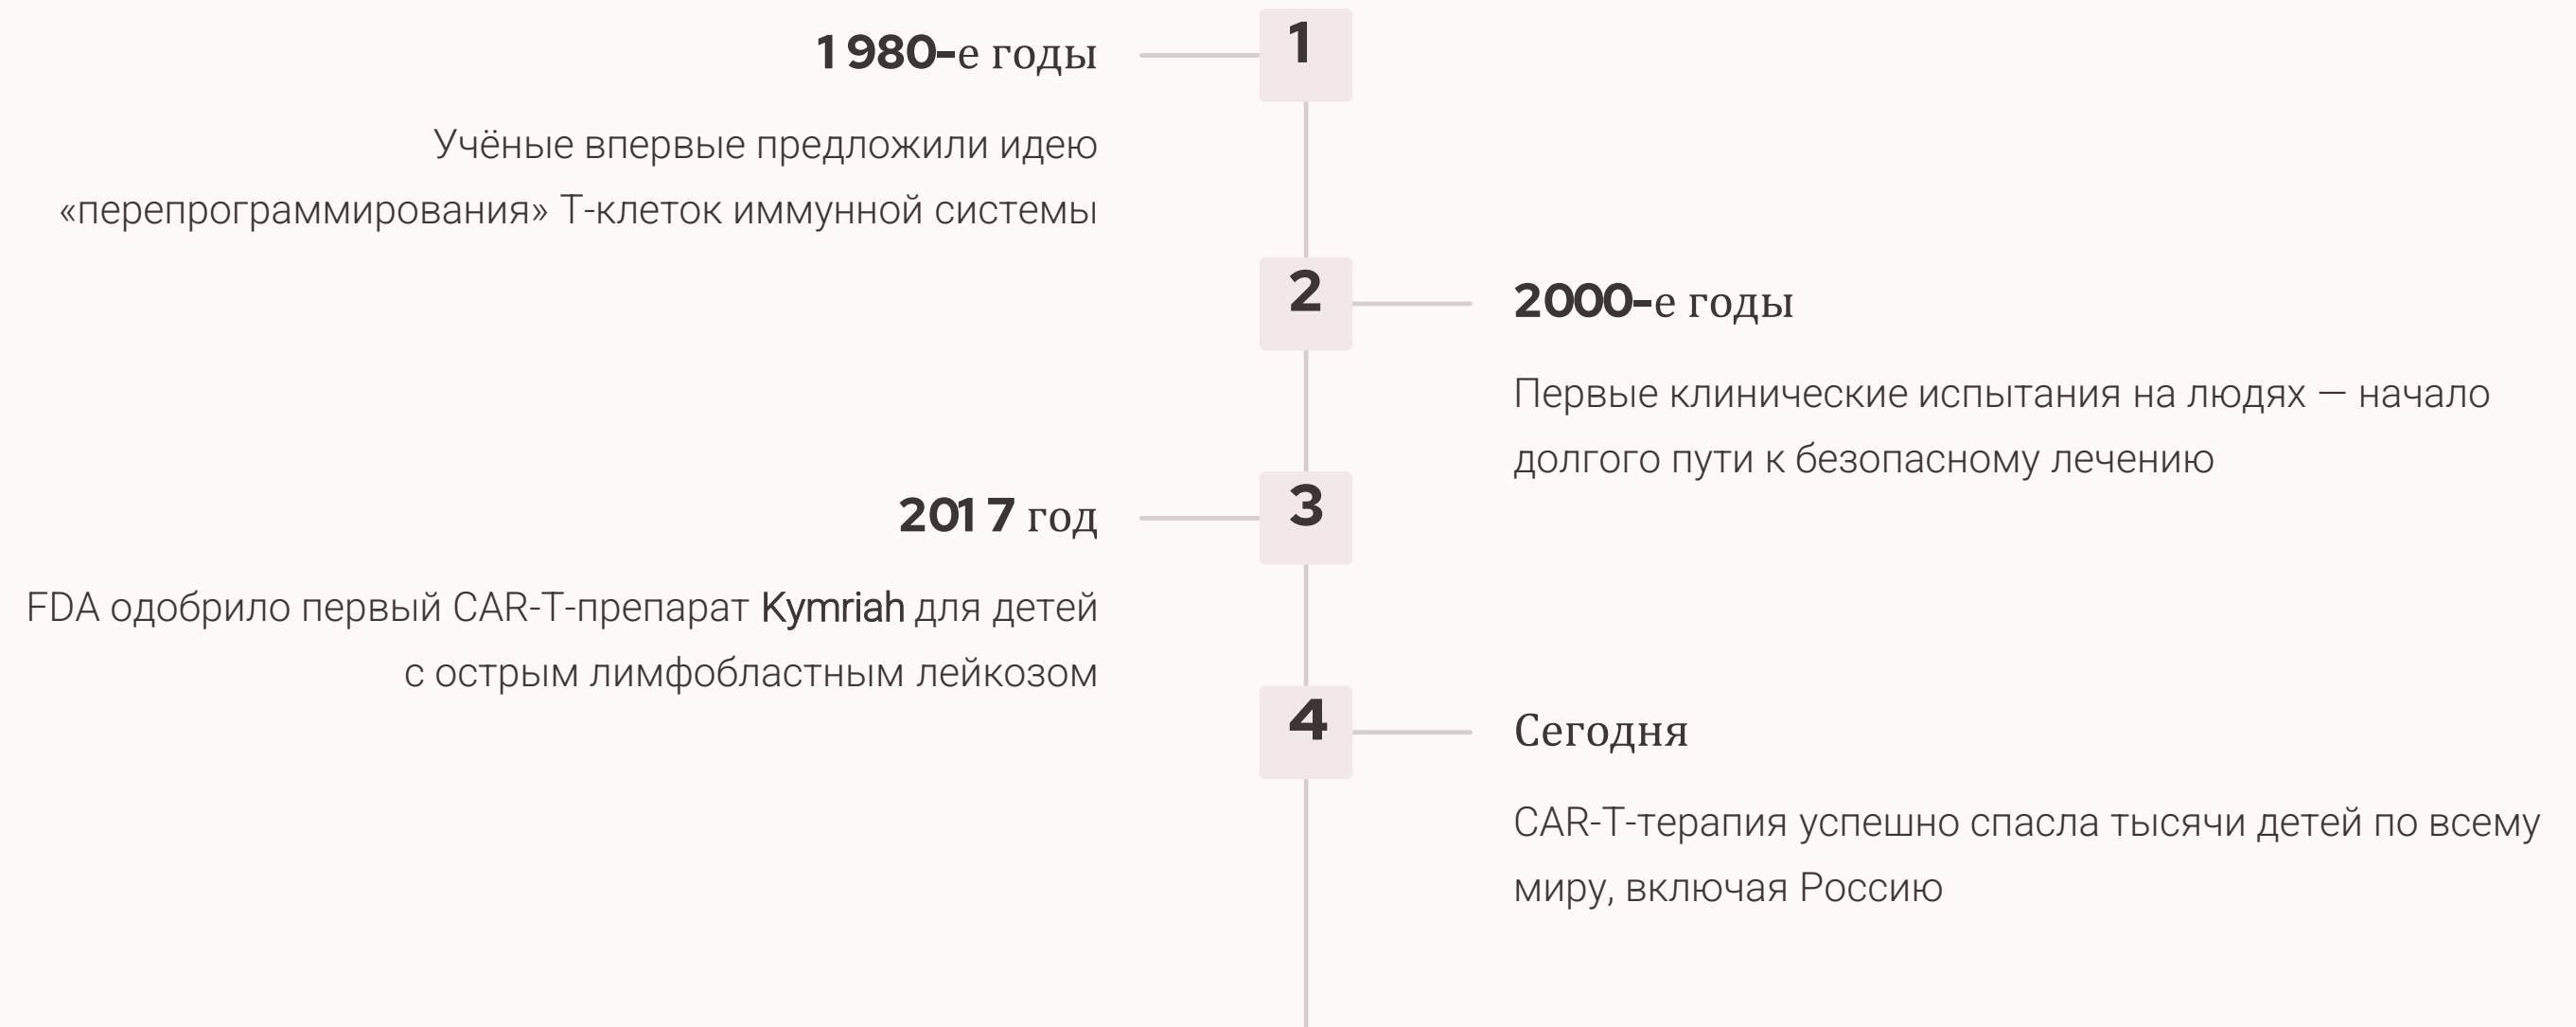 1
1980-е годы
Учёные впервые предложили идею
«перепрограммирования» Т-клеток иммунной системы
2
2000-е годы
Первые клинические испытания на людях — начало
долгого пути к безопасному лечению
3
2017 год
FDA одобрило первый CAR-T-препарат Kymriah для детей
с острым лимфобластным лейкозом
4
Сегодня
CAR-T-терапия успешно спасла тысячи детей по всему
миру, включая Россию